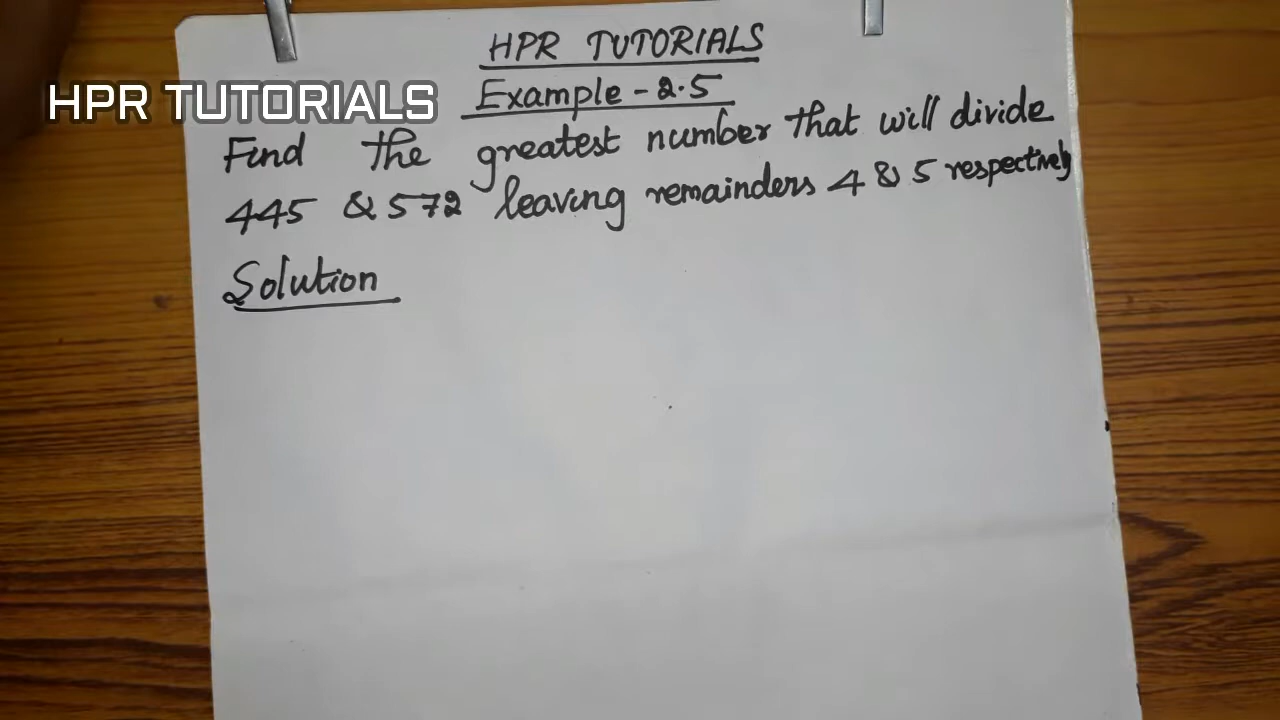 HPR TUTORIALS
HPR TUTORIALS
Example - 2.5
Find the greatest number that will divide
445 & 572 leaving remainders 4 & 5 respectively
Solution